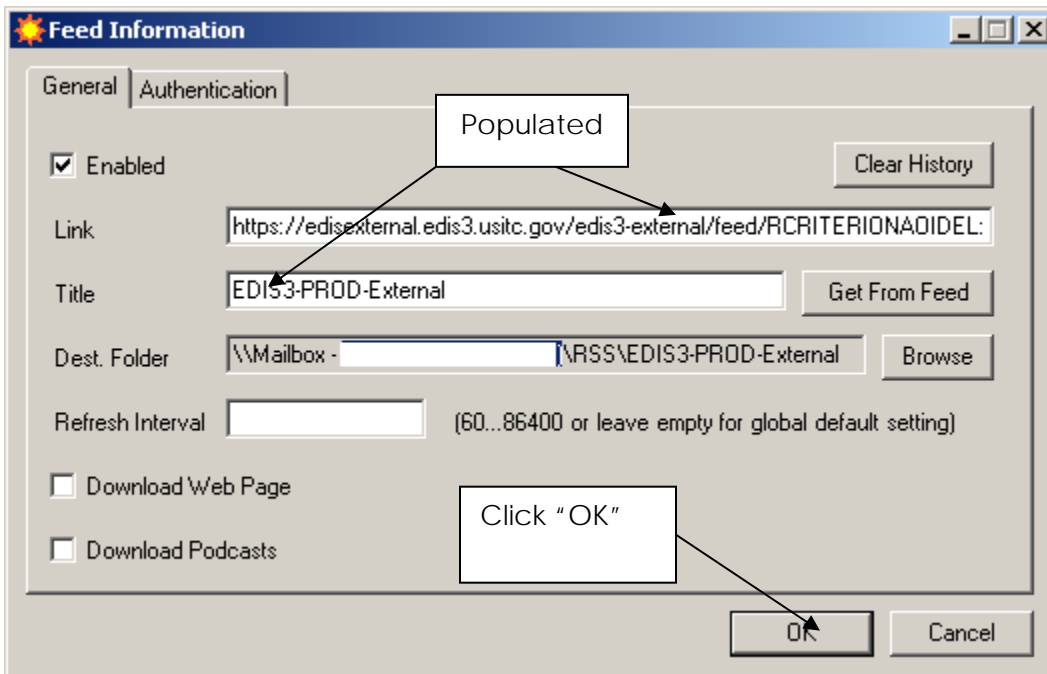 Feed Information
General Authentication
Populated
Enabled Clear History
Link https://edisexternal.edis3.usitc.gov/edis3-external/feed/RCRITERIONAOIDEL:
Title EDIS3-PROD-External Get From Feed
Dest. Folder \\Mailbox - \RSS\EDIS3-PROD-External Browse
Refresh Interval (60...86400 or leave empty for global default setting)
Download Web Page
Click “OK”
Download Podcasts
OK Cancel